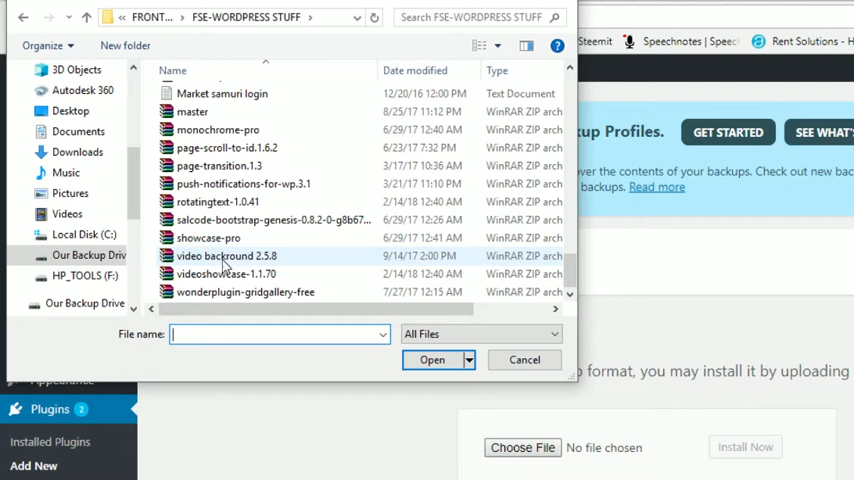 FRONT... > FSE-WORDPRESS STUFF >
Search FSE-WORDPRESS STUFF
Steemit
Speechnotes | Speec
Rent Solutions - H
Organize
New folder
Name
Date modified
Type
3D Objects
Autodesk 360
Desktop
Documents
Downloads
Music
Pictures
Videos
Local Disk (C:)
Our Backup Driv
HP_TOOLS (F:)
Our Backup Drive
Market samuri login 12/20/16 12:00 PM Text Document
master 8/25/17 11:12 PM WinRAR ZIP arch
monochrome-pro 6/29/17 12:40 AM WinRAR ZIP arch
page-scroll-to-id.1.6.2 6/23/17 7:32 PM WinRAR ZIP arch
page-transition.1.3 3/17/17 10:36 AM WinRAR ZIP arch
push-notifications-for-wp.3.1 3/21/17 11:10 PM WinRAR ZIP arch
rotatingtext-1.0.41 2/14/18 12:40 AM WinRAR ZIP arch
salcode-bootstrap-genesis-0.8.2-0-g8b67... 6/29/17 12:26 AM WinRAR ZIP arch
showcase-pro 6/29/17 12:41 AM WinRAR ZIP arch
video backround 2.5.8 9/14/17 2:00 PM WinRAR ZIP arch
videoshowcase-1.1.70 2/14/18 12:40 AM WinRAR ZIP arch
wonderplugin-gridgallery-free 7/27/17 12:15 AM WinRAR ZIP arch
File name:
All Files
Open
Cancel
kup Profiles.
GET STARTED
SEE WHAT'S
over the contents of your backups. Check out new bac
backups. Read more
o format, you may install it by uploading
Plugins 2
Installed Plugins
Add New
Choose File No file chosen
Install Now